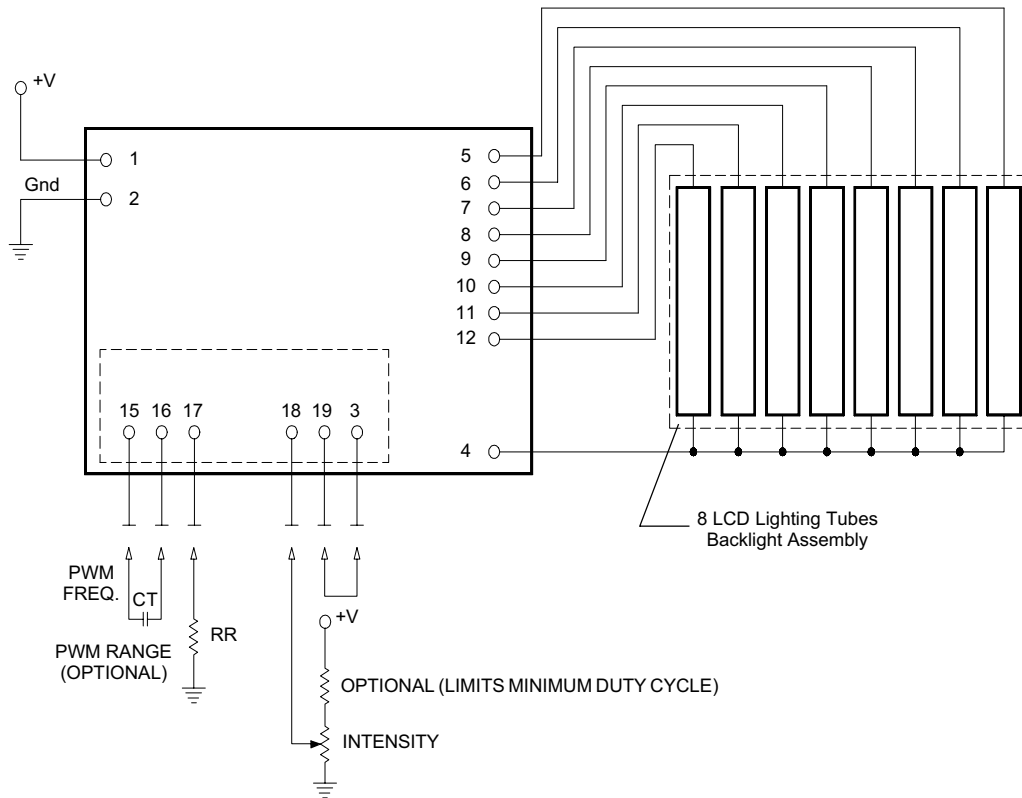 +V
1
Gnd
2
5
6
7
8
9
10
11
12
15 16 17 18 19 3
4
8 LCD Lighting Tubes
Backlight Assembly
PWM
FREQ.
CT
PWM RANGE
(OPTIONAL)
RR
+V
OPTIONAL (LIMITS MINIMUM DUTY CYCLE)
INTENSITY